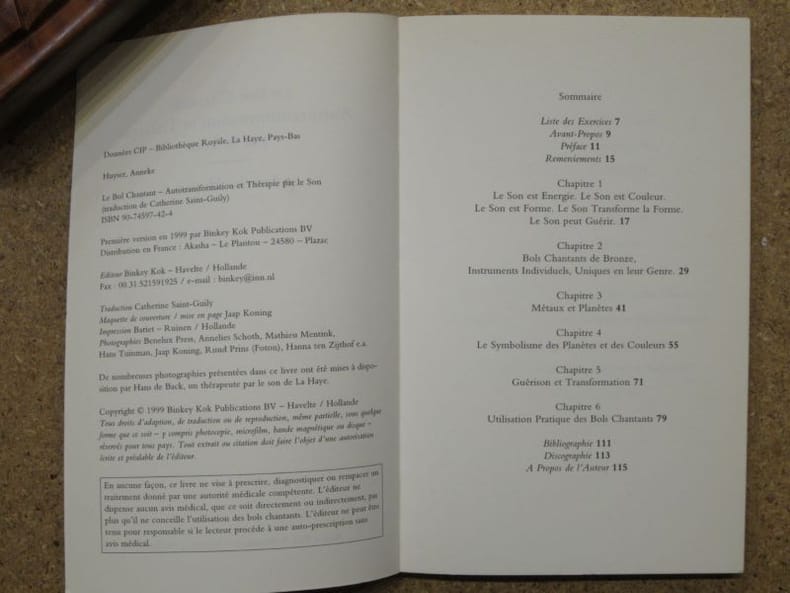 Données CIP – Bibliothèque Royale, La Haye, Pays-Bas
Huyser, Anneke
Le Bol Chantant – Autotransformation et Thérapie par le Son
(traduction de Catherine Saint-Guily)
ISBN 90-74597-42-4
Première version en 1999 par Binkey Kok Publications BV
Distribution en France : Akasha – Le Plantou – 24580 – Plazac
Editeur Binkey Kok – Havelte / Hollande
Fax : 00.31.521591925 / e-mail : binkey@inn.nl
Traduction Catherine Saint-Guily
Maquette de couverture / mise en page Jaap Koning
Impression Bariet – Ruinen / Hollande
Photographies Benelux Press, Annelies Schoth, Mathieu Mentink,
Hans Tuinman, Jaap Koning, Ruud Prins (Foton), Hanna ten Zijthof e.a.
De nombreuses photographies présentées dans ce livre ont été mises à dispo-
sition par Hans de Back, un thérapeute par le son de La Haye.
Copyright © 1999 Binkey Kok Publications BV – Havelte / Hollande
Tous droits d'adaption, de traduction ou de reproduction, même partielle, sous quelque
forme que ce soit – y compris photocopie, microfilm, bande magnétique ou disque –
réservés pour tous pays. Tout extrait ou citation doit faire l'objet d'une autorisation
écrite et préalable de l'éditeur.
En aucune façon, ce livre ne vise à prescrire, diagnostiquer ou remplacer un
traitement donné par une autorité médicale compétente. L'éditeur ne
dispense aucun avis médical, que ce soit directement ou indirectement, pas
plus qu'il ne conceille l'utilisation des bols chantants. L'éditeur ne peut être
tenu pour responsable si le lecteur procède à une auto-prescription sans
avis médical.
Sommaire
Liste des Exercices 7
Avant-Propos 9
Préface 11
Remerciements 15
Chapitre 1
Le Son est Energie. Le Son est Couleur.
Le Son est Forme. Le Son Transforme la Forme.
Le Son peut Guérir. 17
Chapitre 2
Bols Chantants de Bronze,
Instruments Individuels, Uniques en leur Genre. 29
Chapitre 3
Métaux et Planètes 41
Chapitre 4
Le Symbolisme des Planètes et des Couleurs 55
Chapitre 5
Guérison et Transformation 71
Chapitre 6
Utilisation Pratique des Bols Chantants 79
Bibliographie 111
Discographie 113
A Propos de l'Auteur 115